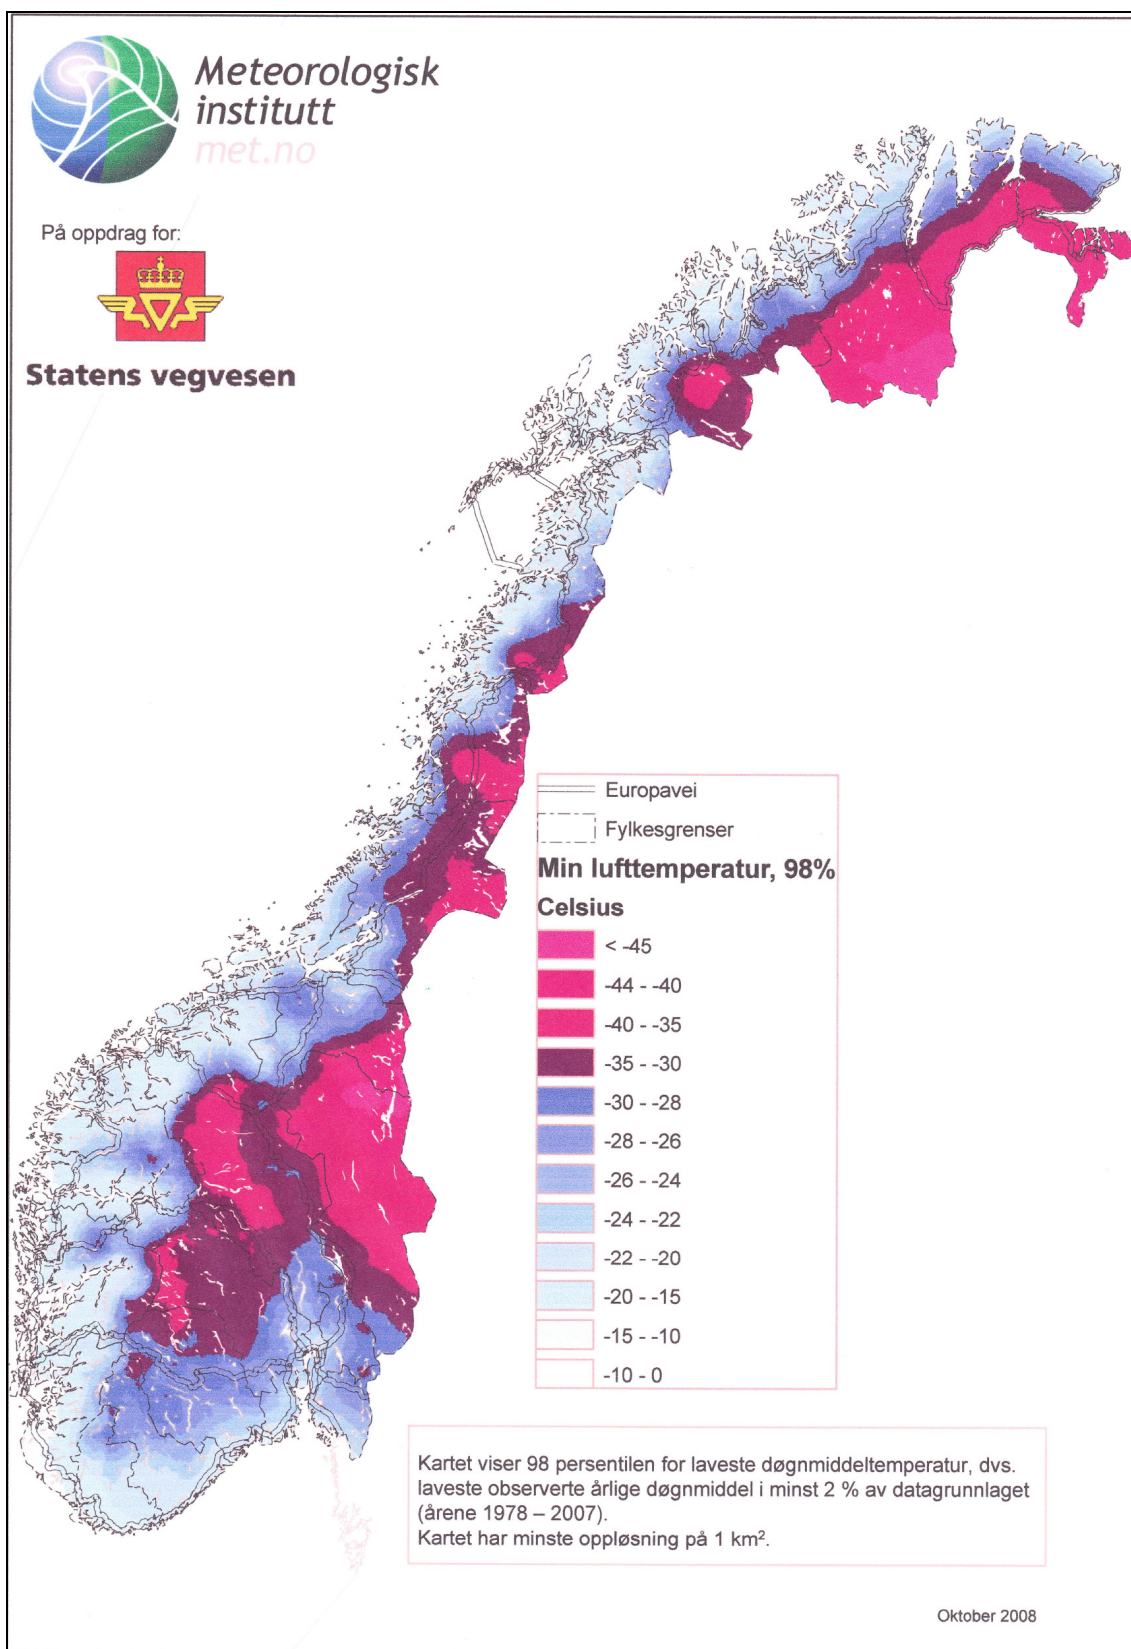 Meteorologisk
institutt
met.no
På oppdrag for:
Statens vegvesen
Europavei
Fylkesgrenser
Min lufttemperatur, 98%
Celsius
< -45
-44 - -40
-40 - -35
-35 - -30
-30 - -28
-28 - -26
-26 - -24
-24 - -22
-22 - -20
-20 - -15
-15 - -10
-10 - 0
Kartet viser 98 persentilen for laveste døgnmiddeltemperatur, dvs.
laveste observerte årlige døgnmiddel i minst 2 % av datagrunnlaget
(årene 1978 – 2007).
Kartet har minste oppløsning på 1 km².
Oktober 2008